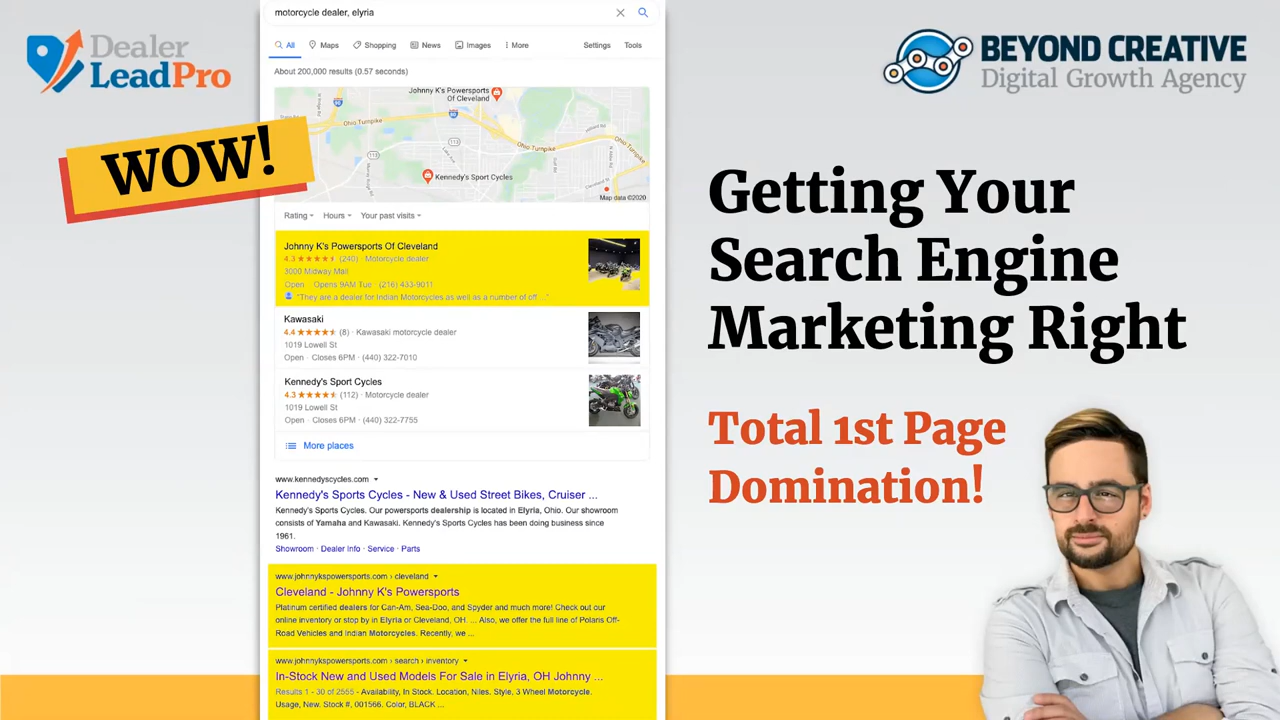 motorcycle dealer, elyria
All Maps Shopping News Images More Settings Tools
About 200,000 results (0.57 seconds)
Dealer
LeadPro
BEYOND CREATIVE
Digital Growth Agency
WOW!
Johnny K's Powersports
Of Cleveland
80
80
Ohio Turnpike
Ohio Turnpike
113
113
Kennedy's Sport Cycles
Map data ©2020
Rating Hours Your past visits
Johnny K's Powersports Of Cleveland
4.3 (240) · Motorcycle dealer
3000 Midway Mall
Open · Opens 9AM Tue · (216) 433-9011
"They are a dealer for Indian Motorcycles as well as a number of off ..."
Kawasaki
4.4 (8) · Kawasaki motorcycle dealer
1019 Lowell St
Open · Closes 6PM · (440) 322-7010
Kennedy's Sport Cycles
4.3 (112) · Motorcycle dealer
1019 Lowell St
Open · Closes 6PM · (440) 322-7755
More places
www.kennedyscycles.com
Kennedy's Sports Cycles - New & Used Street Bikes, Cruiser ...
Kennedy's Sports Cycles. Our powersports dealership is located in Elyria, Ohio. Our showroom
consists of Yamaha and Kawasaki. Kennedy's Sports Cycles has been doing business since
1961.
Showroom · Dealer Info · Service · Parts
www.johnnykspowersports.com › cleveland
Cleveland - Johnny K's Powersports
Platinum certified dealers for Can-Am, Sea-Doo, and Spyder and much more! Check out our
online inventory or stop by in Elyria or Cleveland, OH. ... Also, we offer the full line of Polaris Off-
Road Vehicles and Indian Motorcycles. Recently, we ...
www.johnnykspowersports.com › search › inventory
In-Stock New and Used Models For Sale in Elyria, OH Johnny ...
Results 1 - 30 of 2555 - Availability, In Stock. Location, Niles. Style, 3 Wheel Motorcycle.
Usage, New. Stock #, 001566. Color, BLACK ...
Getting Your
Search Engine
Marketing Right
Total 1st Page
Domination!